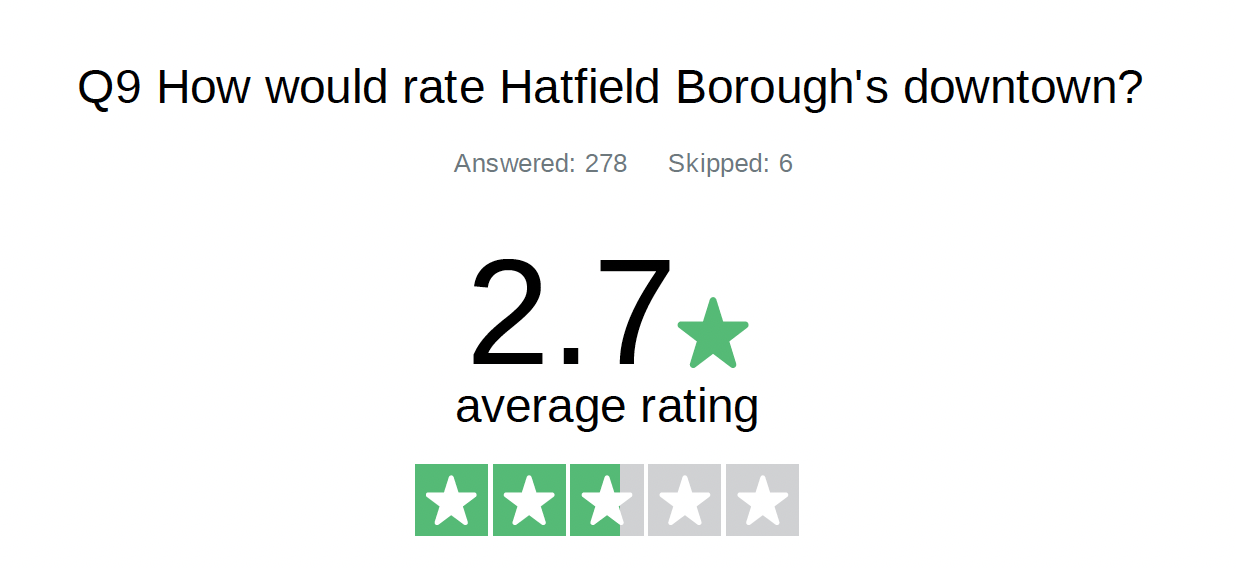 Q9 How would rate Hatfield Borough's downtown?
Answered: 278 Skipped: 6
2.7
average rating